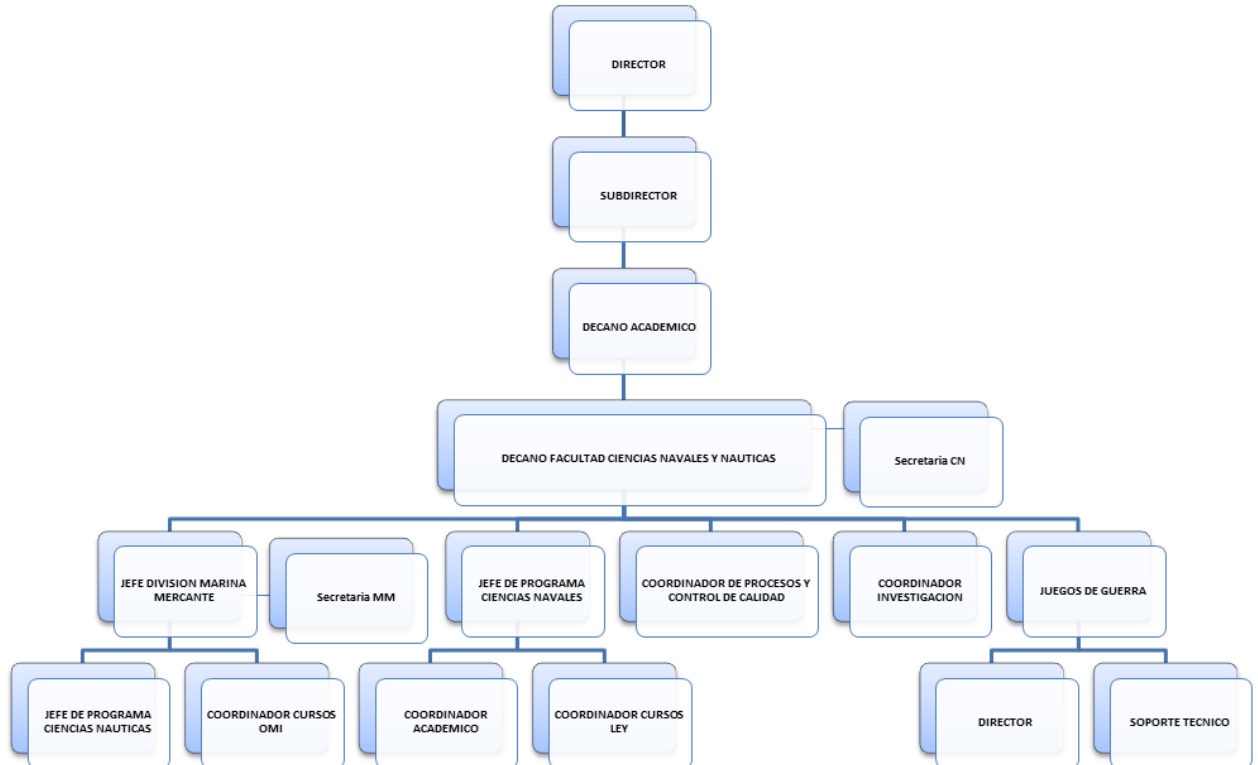 DIRECTOR
SUBDIRECTOR
DECANO ACADEMICO
DECANO FACULTAD CIENCIAS NAVALES Y NAUTICAS
Secretaria CN
JEFE DIVISION MARINA
MERCANTE
Secretaria MM
JEFE DE PROGRAMA
CIENCIAS NAVALES
COORDINADOR DE PROCESOS Y
CONTROL DE CALIDAD
COORDINADOR
INVESTIGACION
JUEGOS DE GUERRA
JEFE DE PROGRAMA
CIENCIAS NAUTICAS
COORDINADOR CURSOS
OMI
COORDINADOR
ACADEMICO
COORDINADOR CURSOS
LEY
DIRECTOR
SOPORTE TECNICO